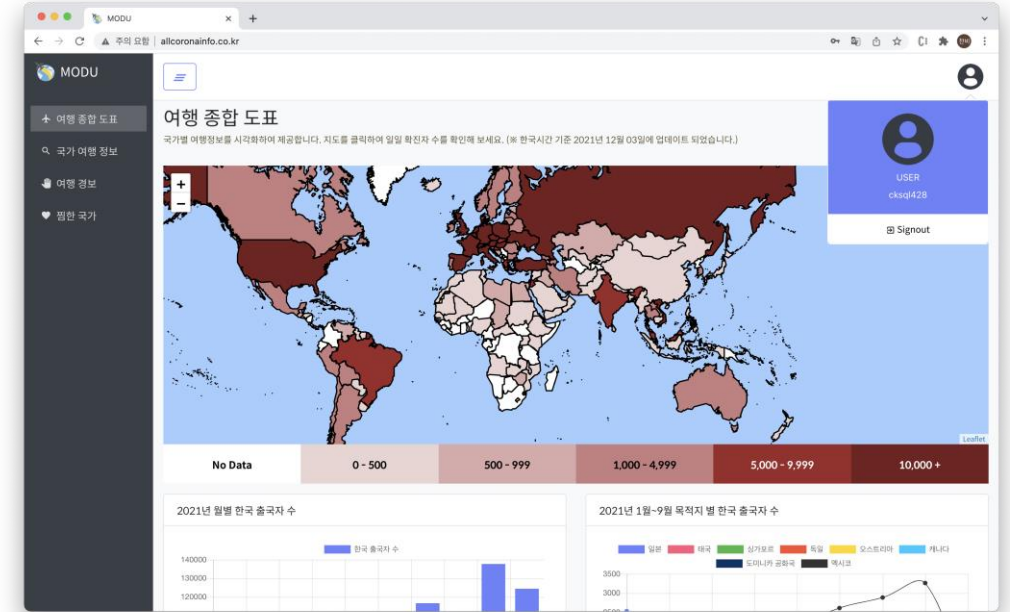 MODU
주의 요함 | allcoronainfo.co.kr
MODU
여행 종합 도표
국가 여행 정보
여행 경보
찜한 국가
여행 종합 도표
국가별 여행정보를 시각화하여 제공합니다. 지도를 클릭하여 일일 확진자 수를 확인해 보세요. (※ 한국시간 기준 2021년 12월 03일에 업데이트 되었습니다.)
USER
cksql428
Signout
+
−
Leaflet
No Data 0 - 500 500 - 999 1,000 - 4,999 5,000 - 9,999 10,000 +
2021년 월별 한국 출국자 수
한국 출국자 수
140000
130000
120000
2021년 1월~9월 목적지 별 한국 출국자 수
일본 태국 싱가포르 독일 오스트리아 캐나다
도미니카 공화국 멕시코
3500
3000